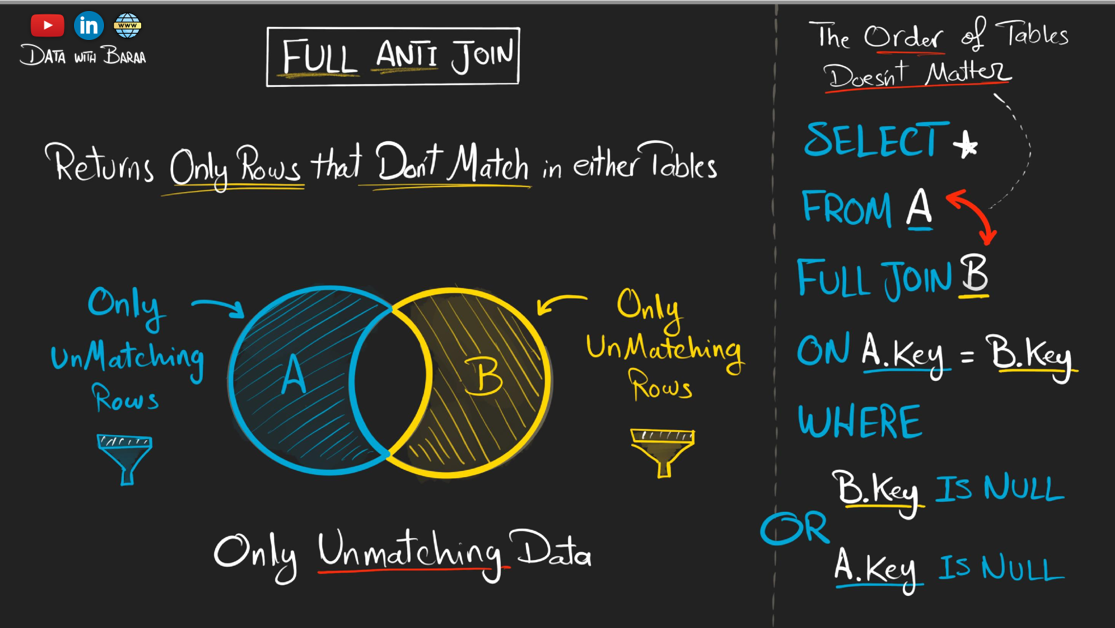 WWW
in
DATA WITH BARAA
FULL ANTI JOIN
Returns Only Rows that Don't Match in either Tables
Only
UnMatching
Rows
A
B
Only
UnMatching
Rows
Only Unmatching Data
The Order of Tables
Doesn't Matter
SELECT *
FROM A
FULL JOIN B
ON A.Key = B.Key
WHERE
B.Key IS NULL
OR
A.Key IS NULL